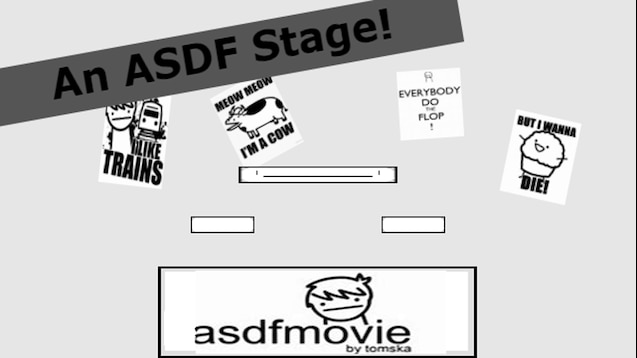 An ASDF Stage!
I LIKE
TRAINS
MEOW MEOW
I'M A COW
EVERYBODY
DO
THE
FLOP
!
BUT I WANNA
DIE!
asdfmovie
by tomska